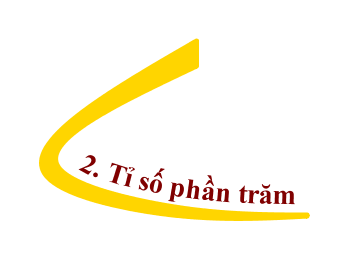 2. Tỉ số phần trăm